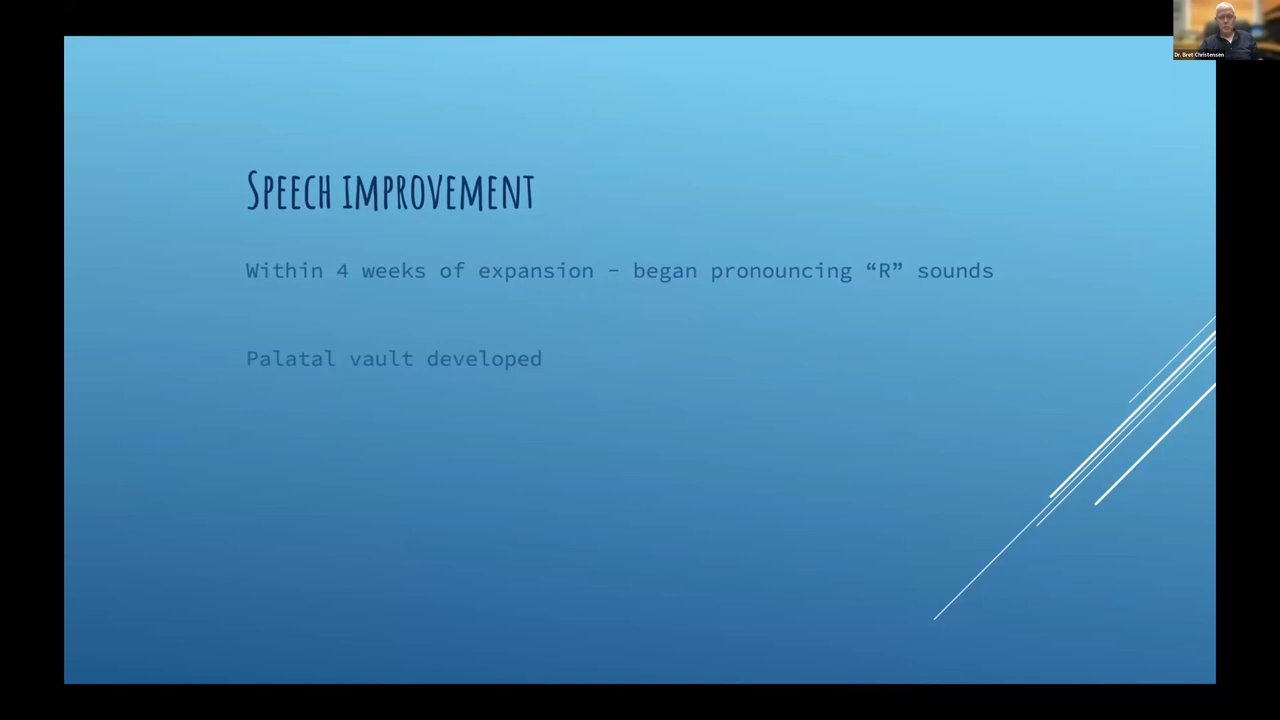 Dr. Bret Christensen
Speech improvement
Within 4 weeks of expansion – began pronouncing “R” sounds
Palatal vault developed